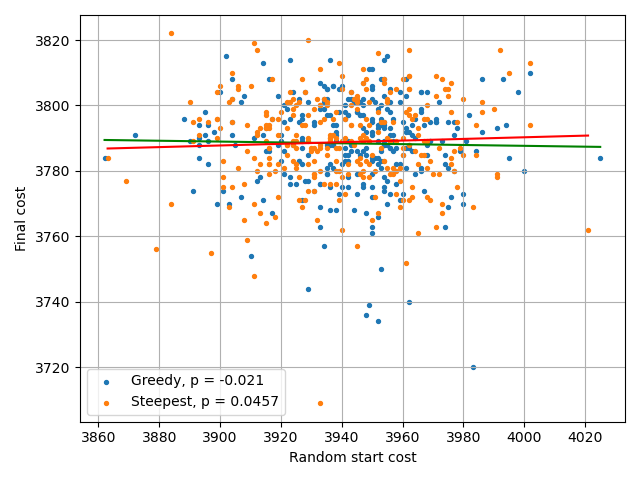 3820
3800
3780
3760
3740
3720
Final cost
Greedy, p = -0.021
Steepest, p = 0.0457
3860 3880 3900 3920 3940 3960 3980 4000 4020
Random start cost